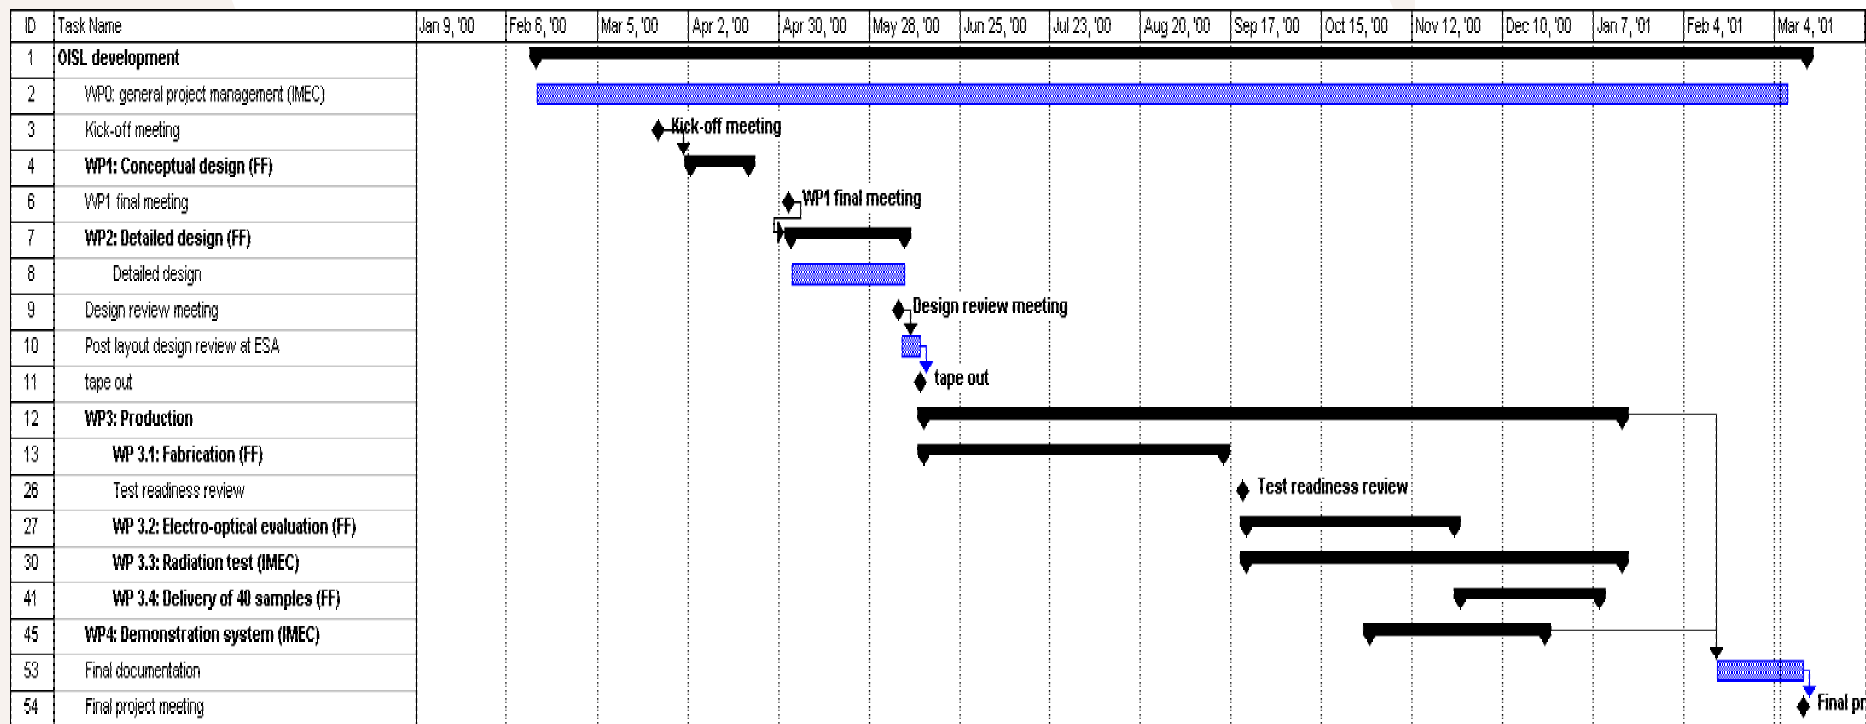 ID Task Name Jan 9, '00 Feb 6, '00 Mar 5, '00 Apr 2, '00 Apr 30, '00 May 28, '00 Jun 25, '00 Jul 23, '00 Aug 20, '00 Sep 17, '00 Oct 15, '00 Nov 12, '00 Dec 10, '00 Jan 7, '01 Feb 4, '01 Mar 4, '01
1 OISL development
2 WP0: general project management (IMEC)
3 Kick-off meeting Kick-off meeting
4 WP1: Conceptual design (FF)
6 WP1 final meeting WP1 final meeting
7 WP2: Detailed design (FF)
8 Detailed design
9 Design review meeting Design review meeting
10 Post layout design review at ESA
11 tape out tape out
12 WP3: Production
13 WP 3.1: Fabrication (FF)
26 Test readiness review Test readiness review
27 WP 3.2: Electro-optical evaluation (FF)
30 WP 3.3: Radiation test (IMEC)
41 WP 3.4: Delivery of 40 samples (FF)
45 WP4: Demonstration system (IMEC)
53 Final documentation
54 Final project meeting Final pr